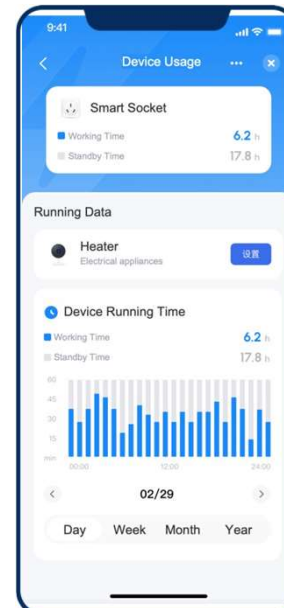 9:41
Device Usage
Smart Socket
Working Time 6.2 h
Standby Time 17.8 h
Running Data
Heater
Electrical appliances
设置
Device Running Time
Working Time 6.2 h
Standby Time 17.8 h
60
45
30
15
min
00:00 12:00 24:00
02/29
Day Week Month Year